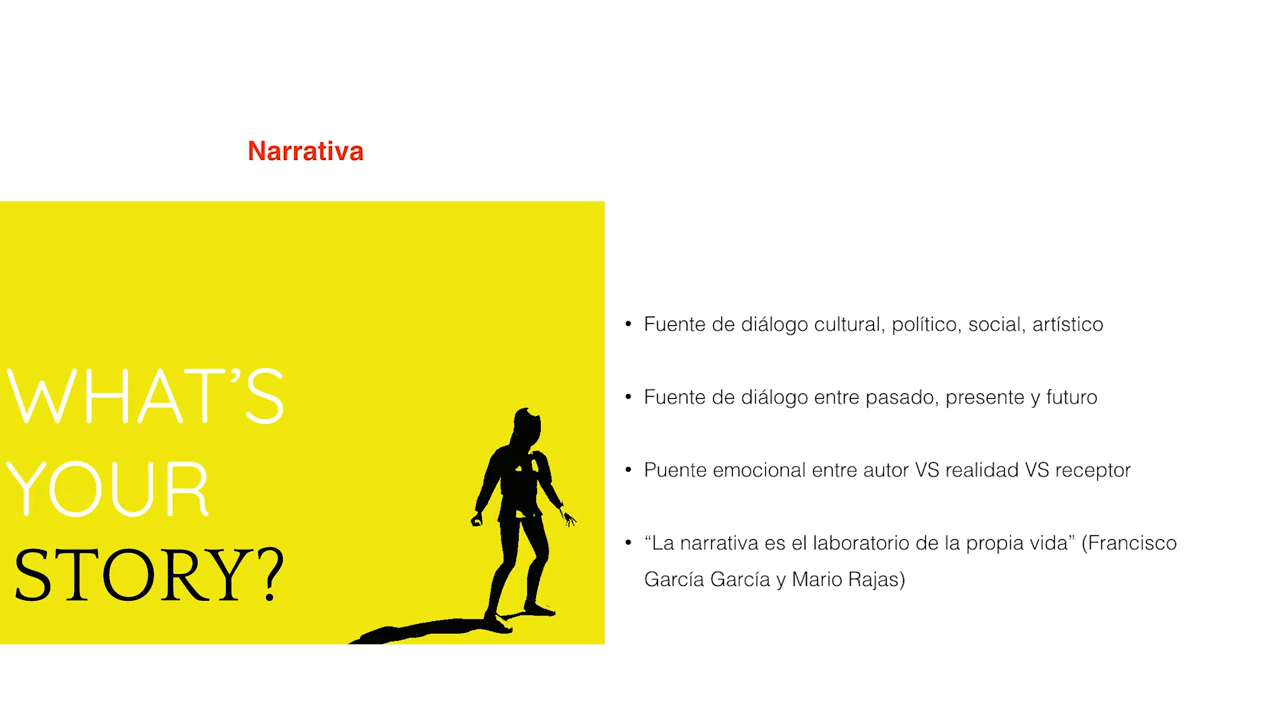 Narrativa
WHAT'S
YOUR
STORY?
• Fuente de diálogo cultural, político, social, artístico
• Fuente de diálogo entre pasado, presente y futuro
• Puente emocional entre autor VS realidad VS receptor
• “La narrativa es el laboratorio de la propia vida” (Francisco
García García y Mario Rajas)